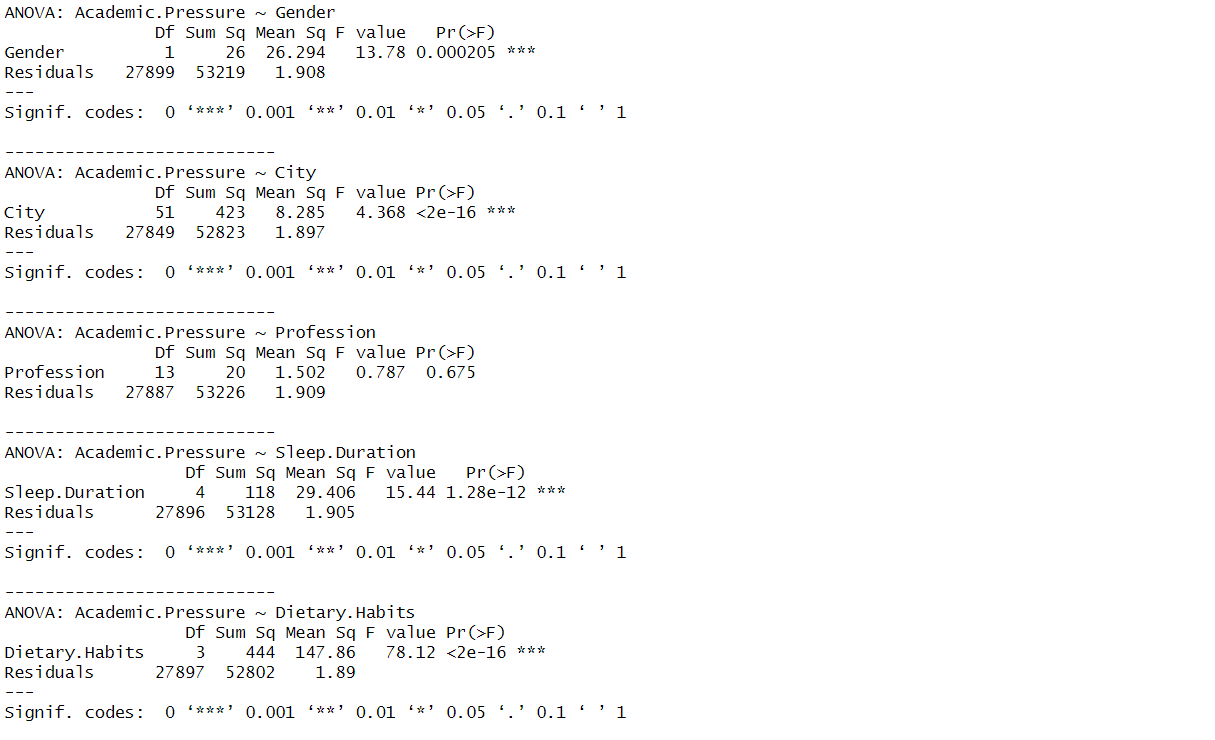 ANOVA: Academic.Pressure ~ Gender
               Df Sum Sq Mean Sq F value   Pr(>F)
Gender          1     26  26.294   13.78 0.000205 ***
Residuals   27899  53219   1.908
---
Signif. codes:  0 ‘***’ 0.001 ‘**’ 0.01 ‘*’ 0.05 ‘.’ 0.1 ‘ ’ 1

---------------------------
ANOVA: Academic.Pressure ~ City
               Df Sum Sq Mean Sq F value Pr(>F)
City           51    423   8.285   4.368 <2e-16 ***
Residuals   27849  52823   1.897
---
Signif. codes:  0 ‘***’ 0.001 ‘**’ 0.01 ‘*’ 0.05 ‘.’ 0.1 ‘ ’ 1

---------------------------
ANOVA: Academic.Pressure ~ Profession
               Df Sum Sq Mean Sq F value Pr(>F)
Profession     13     20   1.502   0.787  0.675
Residuals   27887  53226   1.909

---------------------------
ANOVA: Academic.Pressure ~ Sleep.Duration
                  Df Sum Sq Mean Sq F value   Pr(>F)
Sleep.Duration     4    118  29.406   15.44 1.28e-12 ***
Residuals      27896  53128   1.905
---
Signif. codes:  0 ‘***’ 0.001 ‘**’ 0.01 ‘*’ 0.05 ‘.’ 0.1 ‘ ’ 1

---------------------------
ANOVA: Academic.Pressure ~ Dietary.Habits
                  Df Sum Sq Mean Sq F value Pr(>F)
Dietary.Habits     3    444  147.86   78.12 <2e-16 ***
Residuals      27897  52802    1.89
---
Signif. codes:  0 ‘***’ 0.001 ‘**’ 0.01 ‘*’ 0.05 ‘.’ 0.1 ‘ ’ 1